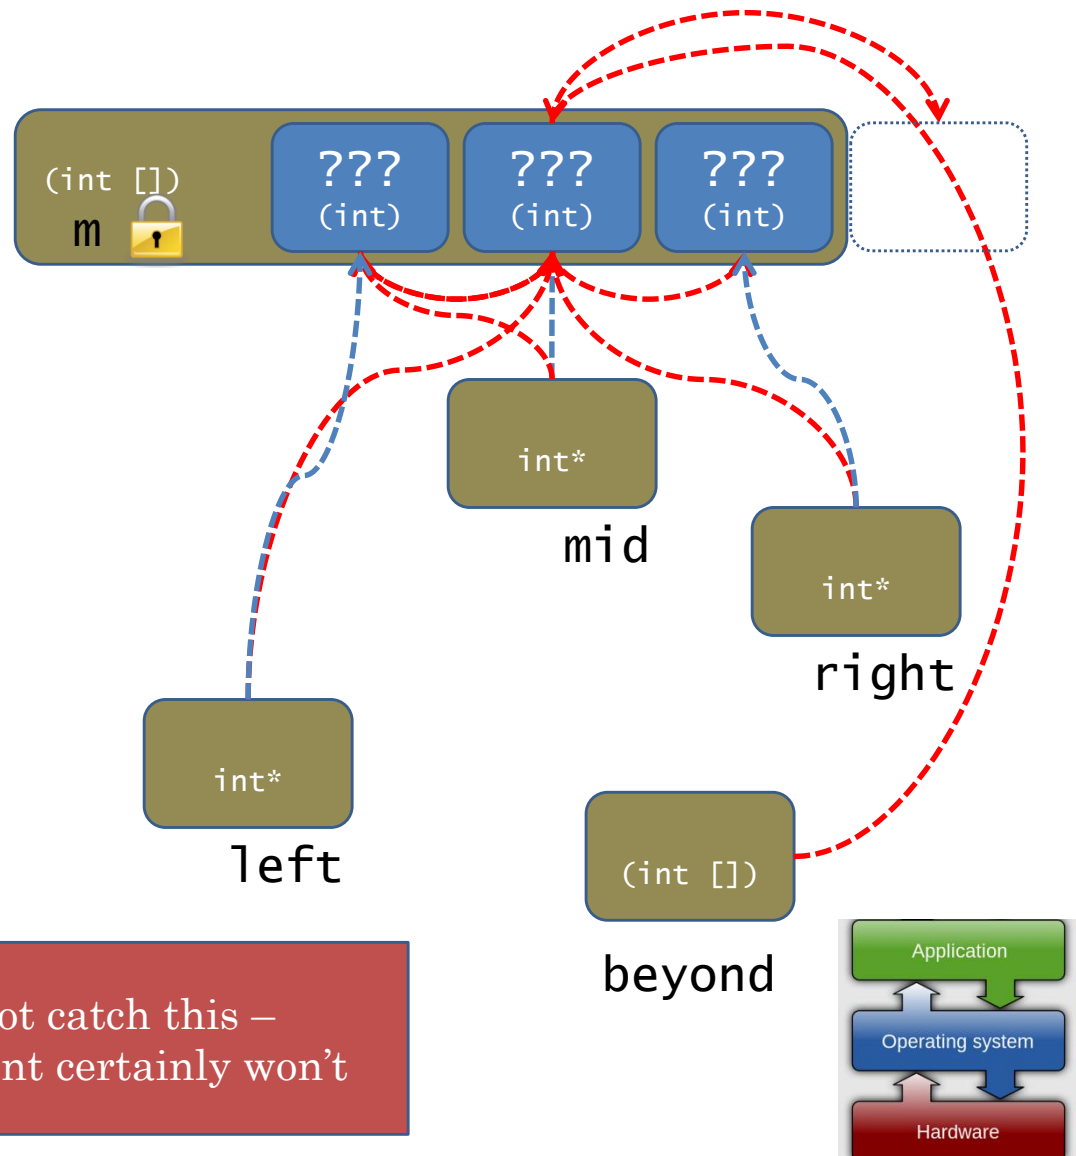 (int [])
m
???
(int)
???
(int)
???
(int)
int*
mid
int*
right
int*
left
(int [])
beyond
catch this –
certainly won't
Application
Operating system
Hardware